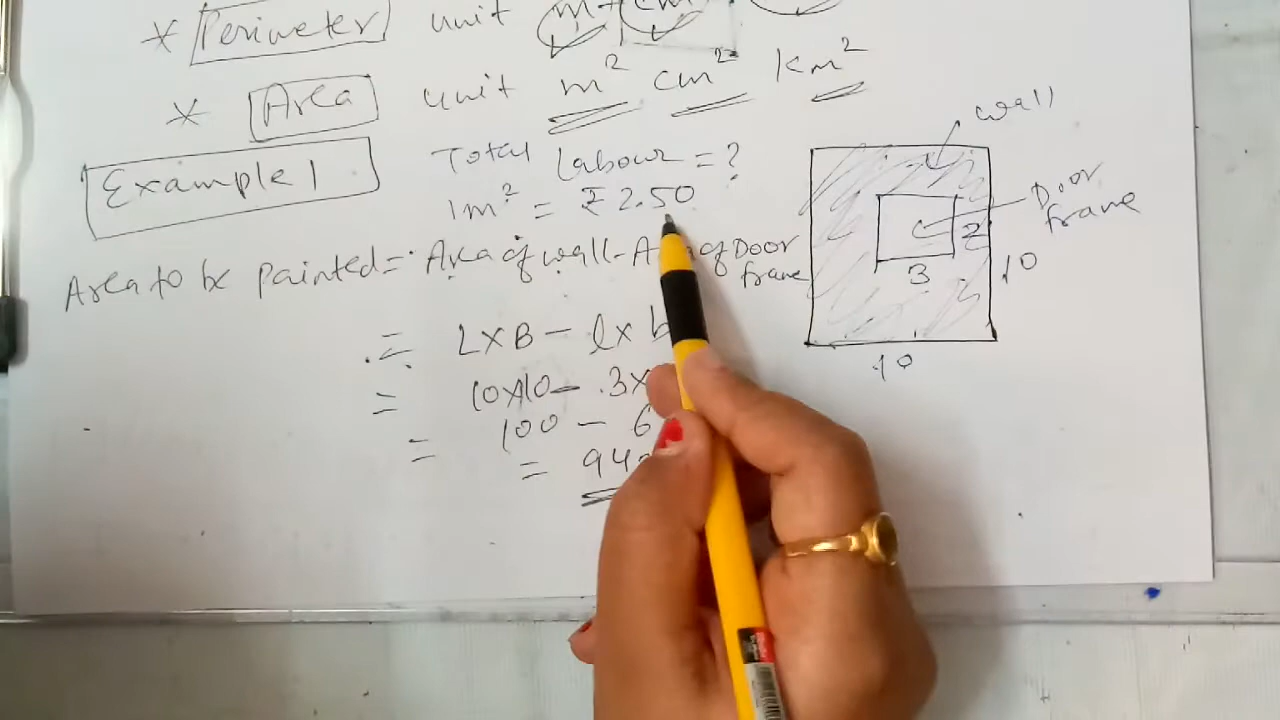 * Perimeter unit m cm
* Area unit m² cm² km²
Example 1
Total Labour = ?
1m² = ₹2.50
Area to be painted = Area of wall - of Door frame
= L×B - l×b
= 10×10 - 3×
= 100 - 6
= 94
wall
Door frame
2
3
10
10